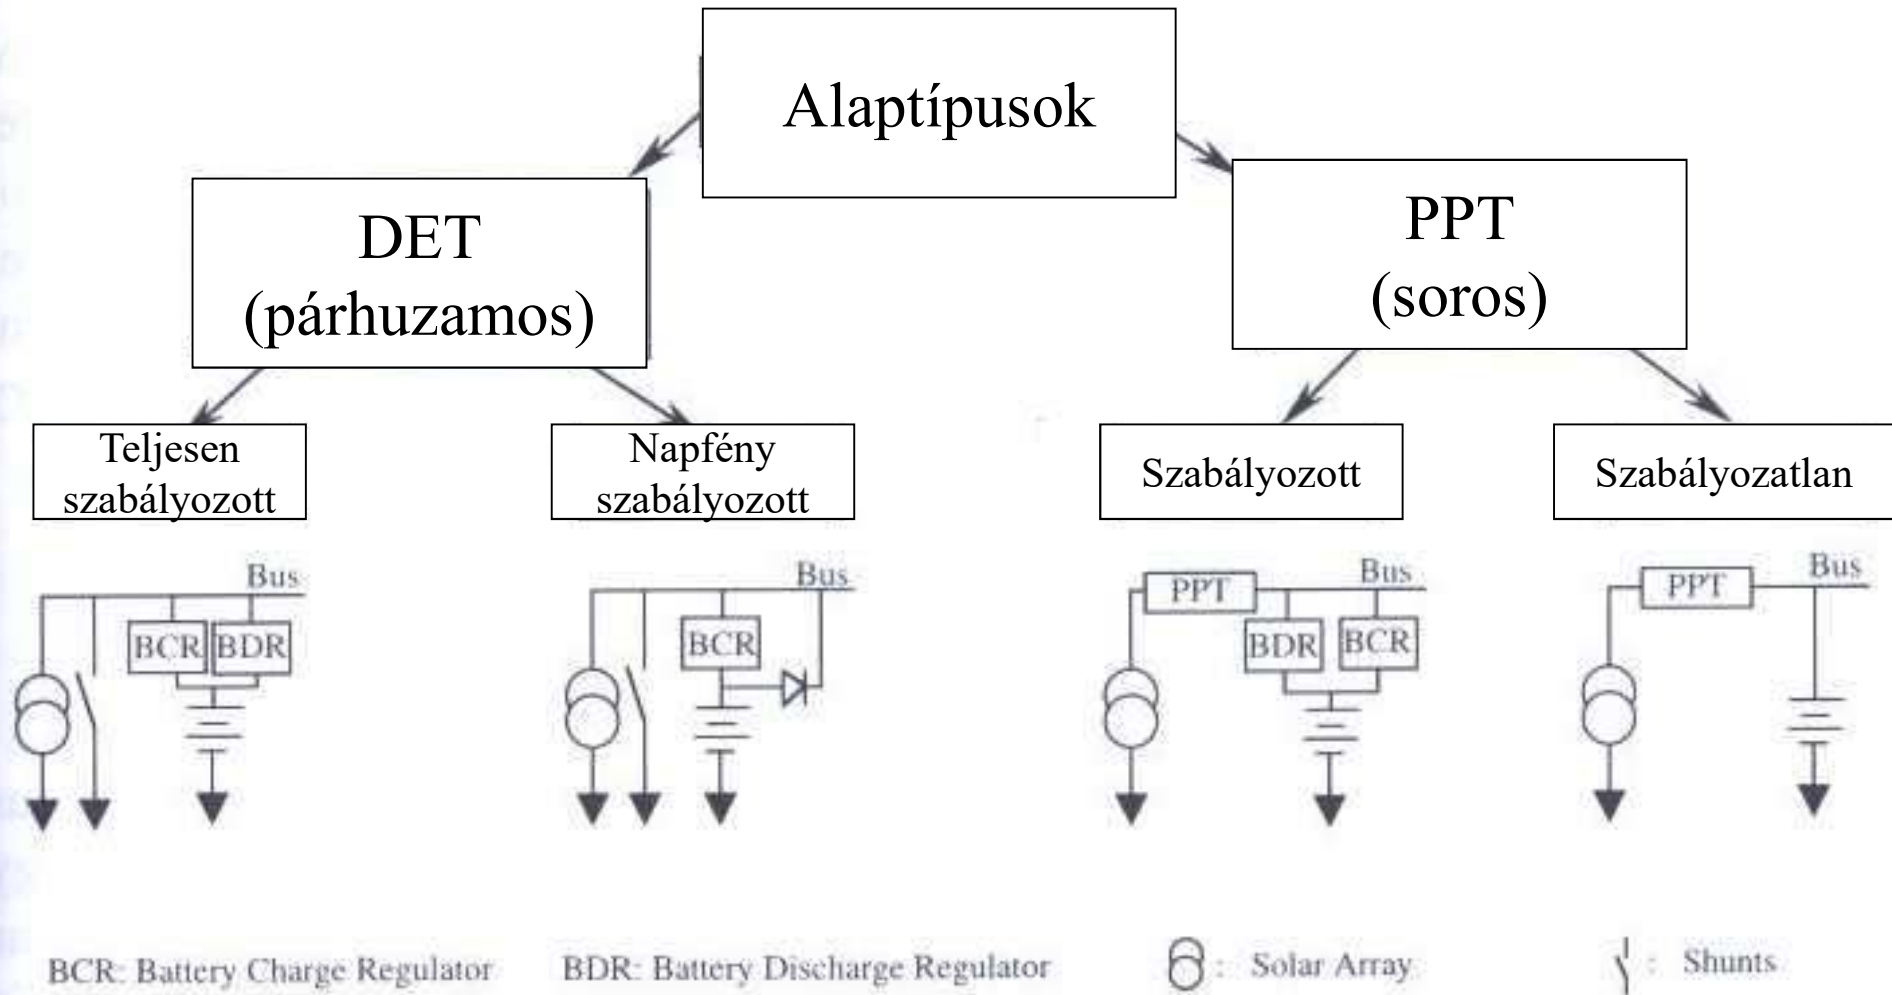 Alaptípusok
DET
(párhuzamos)
PPT
(soros)
Teljesen
szabályozott
Napfény
szabályozott
Szabályozott
Szabályozatlan
Bus
BCR
BDR
Bus
BCR
PPT
Bus
BDR
BCR
PPT
Bus
BCR: Battery Charge Regulator
BDR: Battery Discharge Regulator
: Solar Array
: Shunts